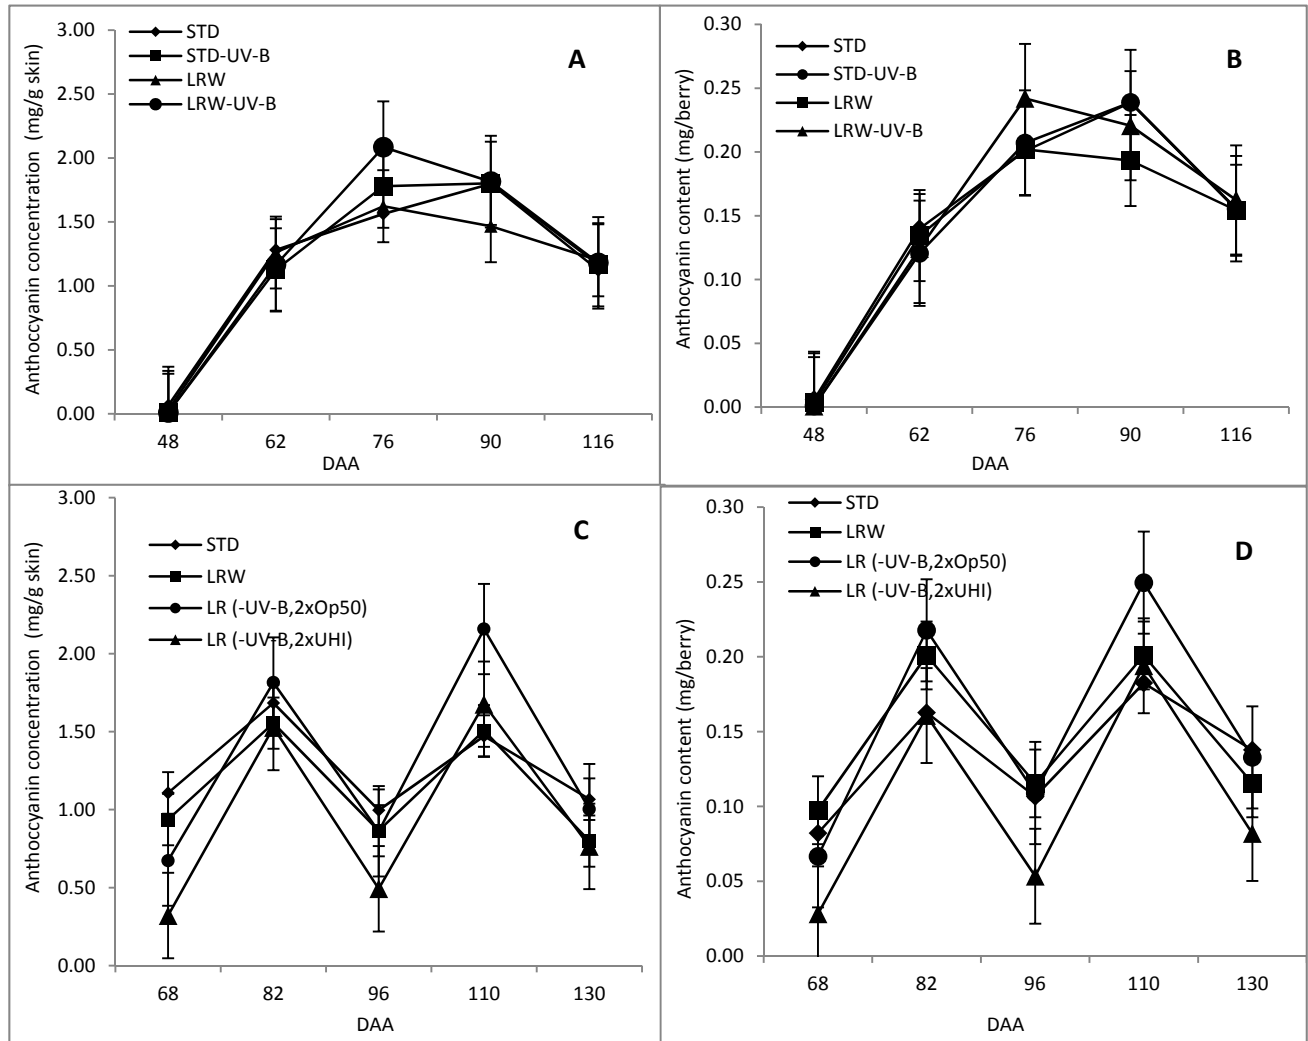 A
Anthoccyanin concentration (mg/g skin)
3.00
2.50
2.00
1.50
1.00
0.50
0.00
STD
STD-UV-B
LRW
LRW-UV-B
48 62 76 90 116
DAA
B
Anthocyanin content (mg/berry)
0.30
0.25
0.20
0.15
0.10
0.05
0.00
STD
STD-UV-B
LRW
LRW-UV-B
48 62 76 90 116
DAA
C
Anthoccyanin concentration (mg/g skin)
3.00
2.50
2.00
1.50
1.00
0.50
0.00
STD
LRW
LR (-UV-B,2xOp50)
LR (-UV-B,2xUHI)
68 82 96 110 130
DAA
D
Anthocyanin content (mg/berry)
0.30
0.25
0.20
0.15
0.10
0.05
0.00
STD
LRW
LR (-UV-B,2xOp50)
LR (-UV-B,2xUHI)
68 82 96 110 130
DAA